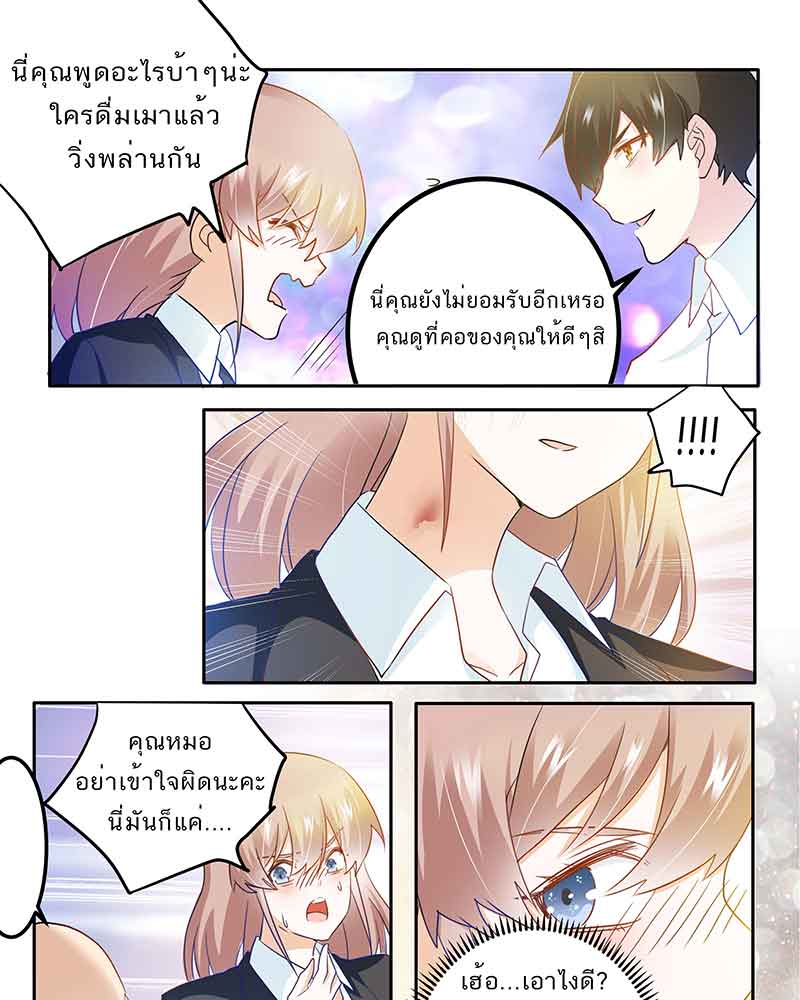 นี่คุณพูดอะไรบ้าๆน่ะ
ใครดื่มเมาแล้ว
วิ่งพล่านกัน
นี่คุณยังไม่ยอมรับอีกเหรอ
คุณดูที่คอของคุณให้ดีๆสิ
!!!!
คุณหมอ
อย่าเข้าใจผิดนะคะ
นี่มันก็แค่....
เฮ้อ...เอาไงดี?